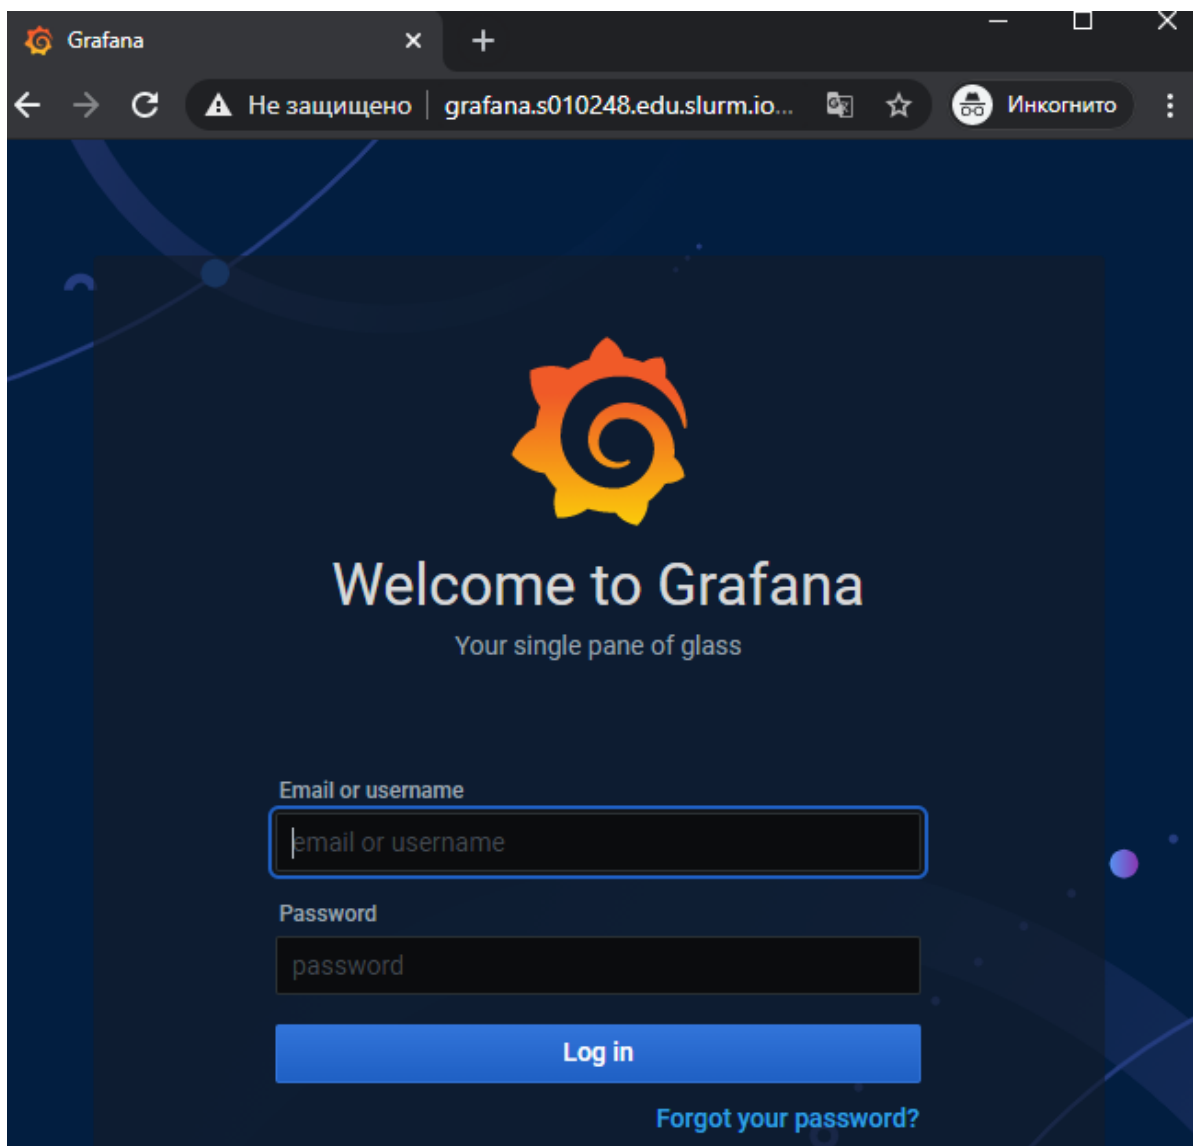 Grafana
Не защищено grafana.s010248.edu.slurm.io... Инкогнито
Welcome to Grafana
Your single pane of glass
Email or username
email or username
Password
password
Log in
Forgot your password?